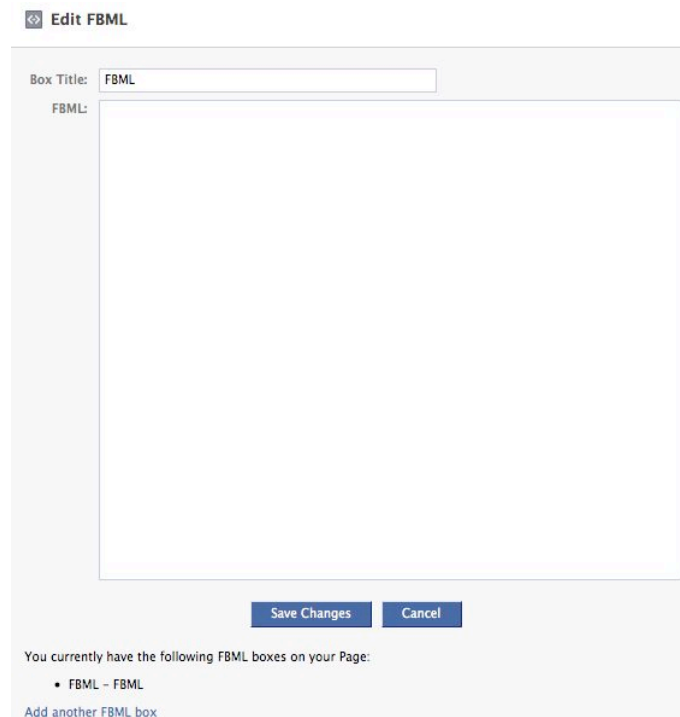 Edit FBML
Box Title: FBML
FBML:
Save Changes Cancel
You currently have the following FBML boxes on your Page:
• FBML – FBML
Add another FBML box